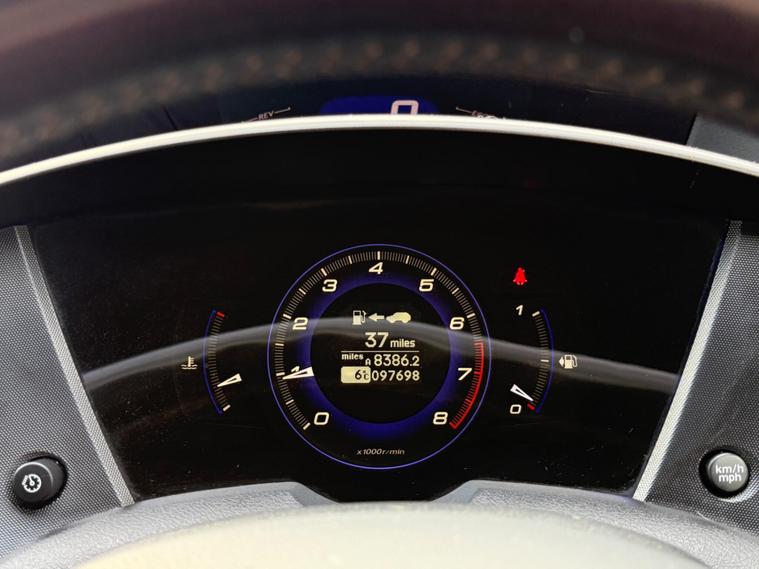 REV
0
4
3 5
2 6
1
37 miles
miles A 8386.2
6°C 097698
1 7
0 8
0
x1000r/min
km/h
mph